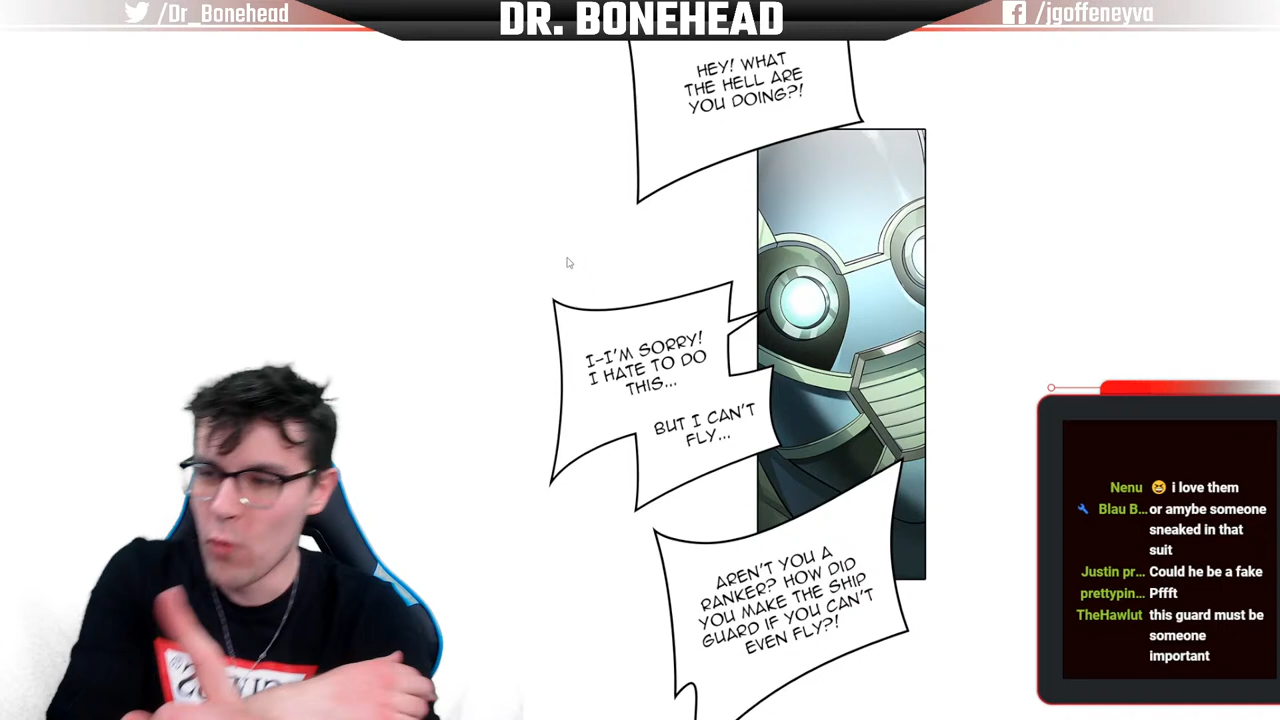 /Dr_Bonehead
DR. BONEHEAD
/jgoffeneyva
HEY! WHAT
THE HELL ARE
YOU DOING?!
I-I'M SORRY!
I HATE TO DO
THIS...
BUT I CAN'T
FLY...
AREN'T YOU A
RANKER? HOW DID
YOU MAKE THE SHIP
GUARD IF YOU CAN'T
EVEN FLY?!
Nenu 😆 i love them
Blau B... or amybe someone
sneaked in that
suit
Justin pr... Could he be a fake
prettypin... Pffft
TheHawlut this guard must be
someone
important